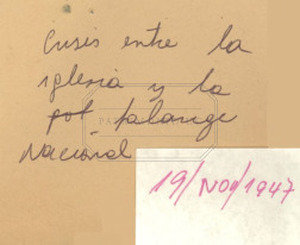 Crisis entre la
iglesia y la
pol falange
Nacional
19/Nov/1947